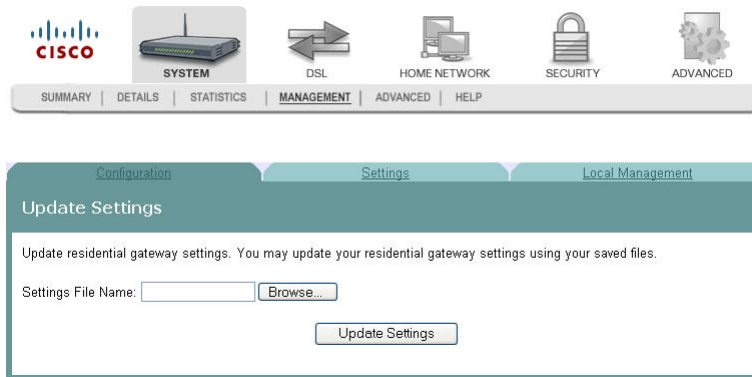 CISCO
SYSTEM
DSL
HOME NETWORK
SECURITY
ADVANCED
SUMMARY | DETAILS | STATISTICS | MANAGEMENT | ADVANCED | HELP
Configuration
Settings
Local Management
Update Settings
Update residential gateway settings. You may update your residential gateway settings using your saved files.
Settings File Name: Browse...
Update Settings